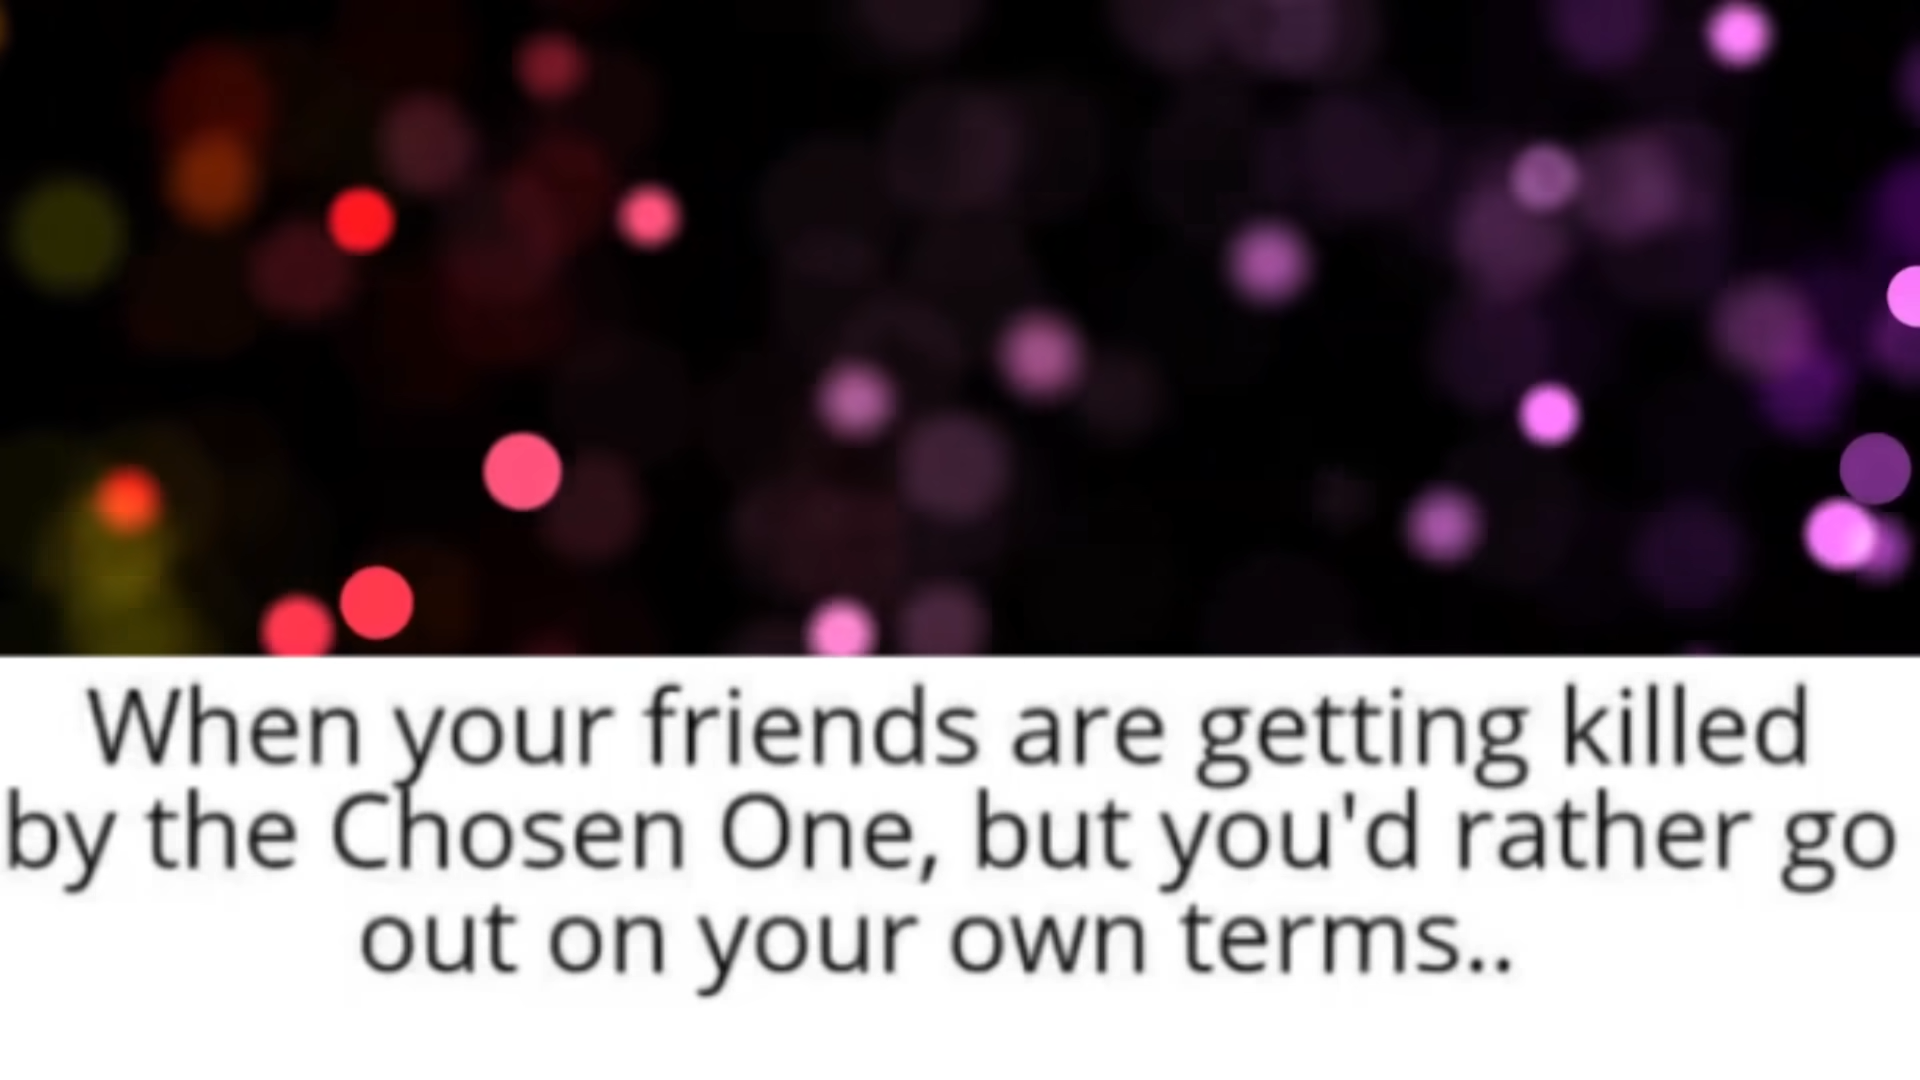 When your friends are getting killed
by the Chosen One, but you'd rather go
out on your own terms..